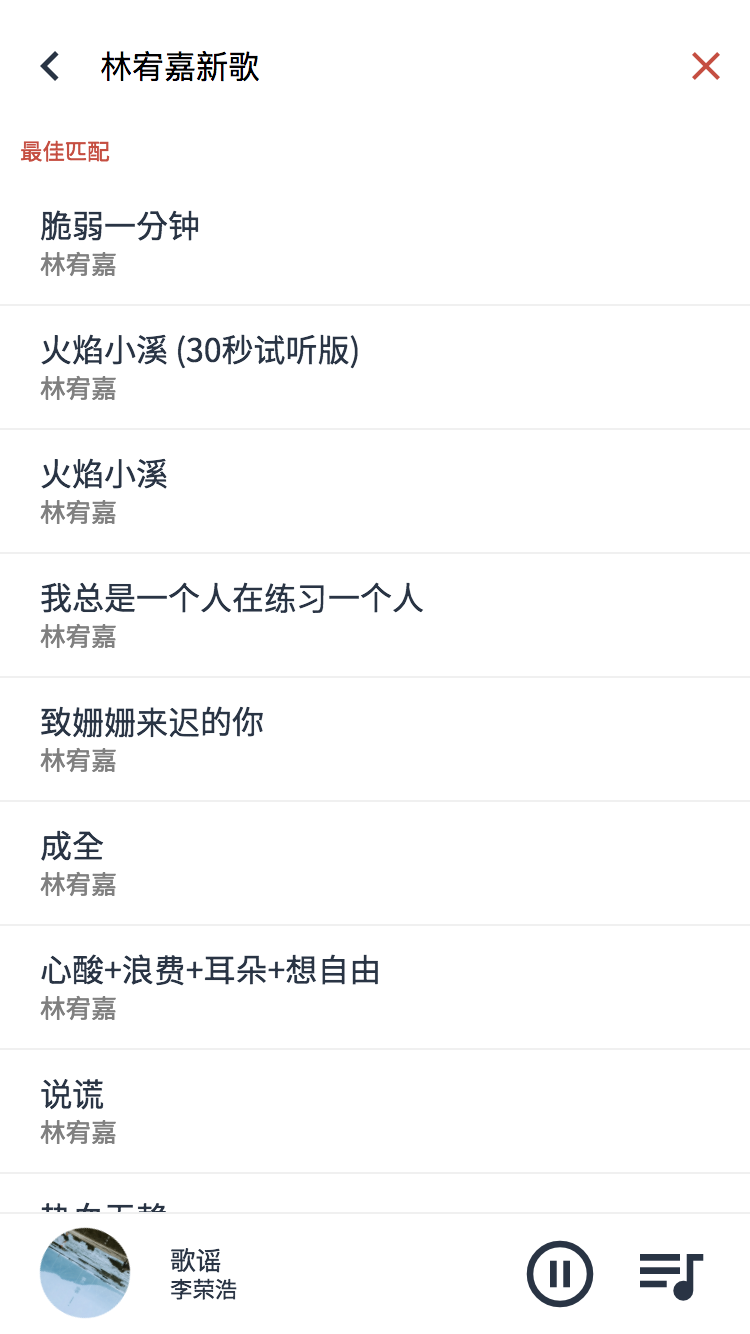 林宥嘉新歌
最佳匹配
脆弱一分钟
林宥嘉
火焰小溪 (30秒试听版)
林宥嘉
火焰小溪
林宥嘉
我总是一个人在练习一个人
林宥嘉
致姗姗来迟的你
林宥嘉
成全
林宥嘉
心酸+浪费+耳朵+想自由
林宥嘉
说谎
林宥嘉
歌谣
李荣浩